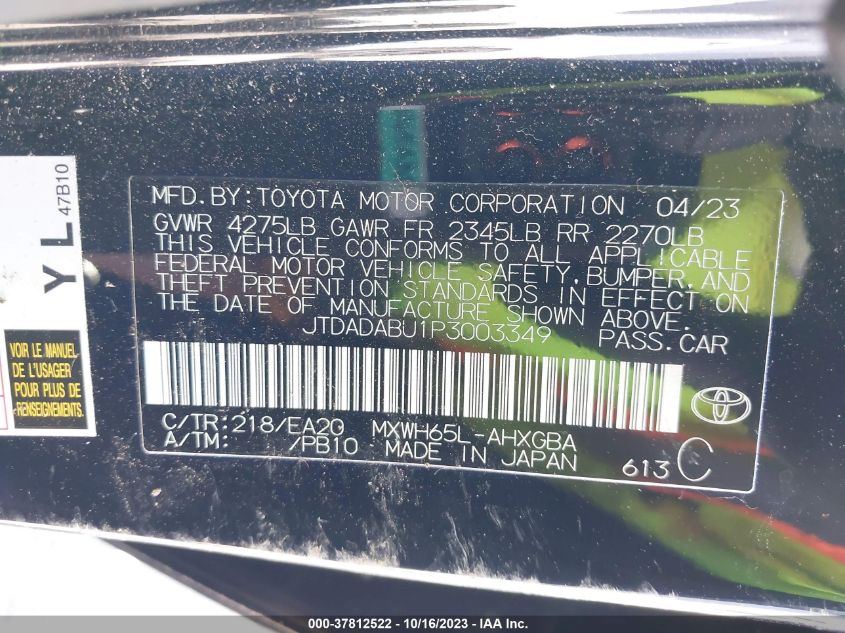 YL
47B10
VOIR LE MANUEL
DE L'USAGER
POUR PLUS DE
RENSEIGNEMENTS.
MFD.BY:TOYOTA MOTOR CORPORATION 04/23
GVWR 4275LB GAWR FR 2345LB RR 2270LB
THIS VEHICLE CONFORMS TO ALL APPLICABLE
FEDERAL MOTOR VEHICLE SAFETY,BUMPER,AND
THEFT PREVENTION STANDARDS IN EFFECT ON
THE DATE OF MANUFACTURE SHOWN ABOVE.
JTDADABU1P3003349 PASS.CAR
C/TR:218/EA20 MXWH65L-AHXGBA
A/TM: /PB10 MADE IN JAPAN
613 C
000-37812522 - 10/16/2023 - IAA Inc.